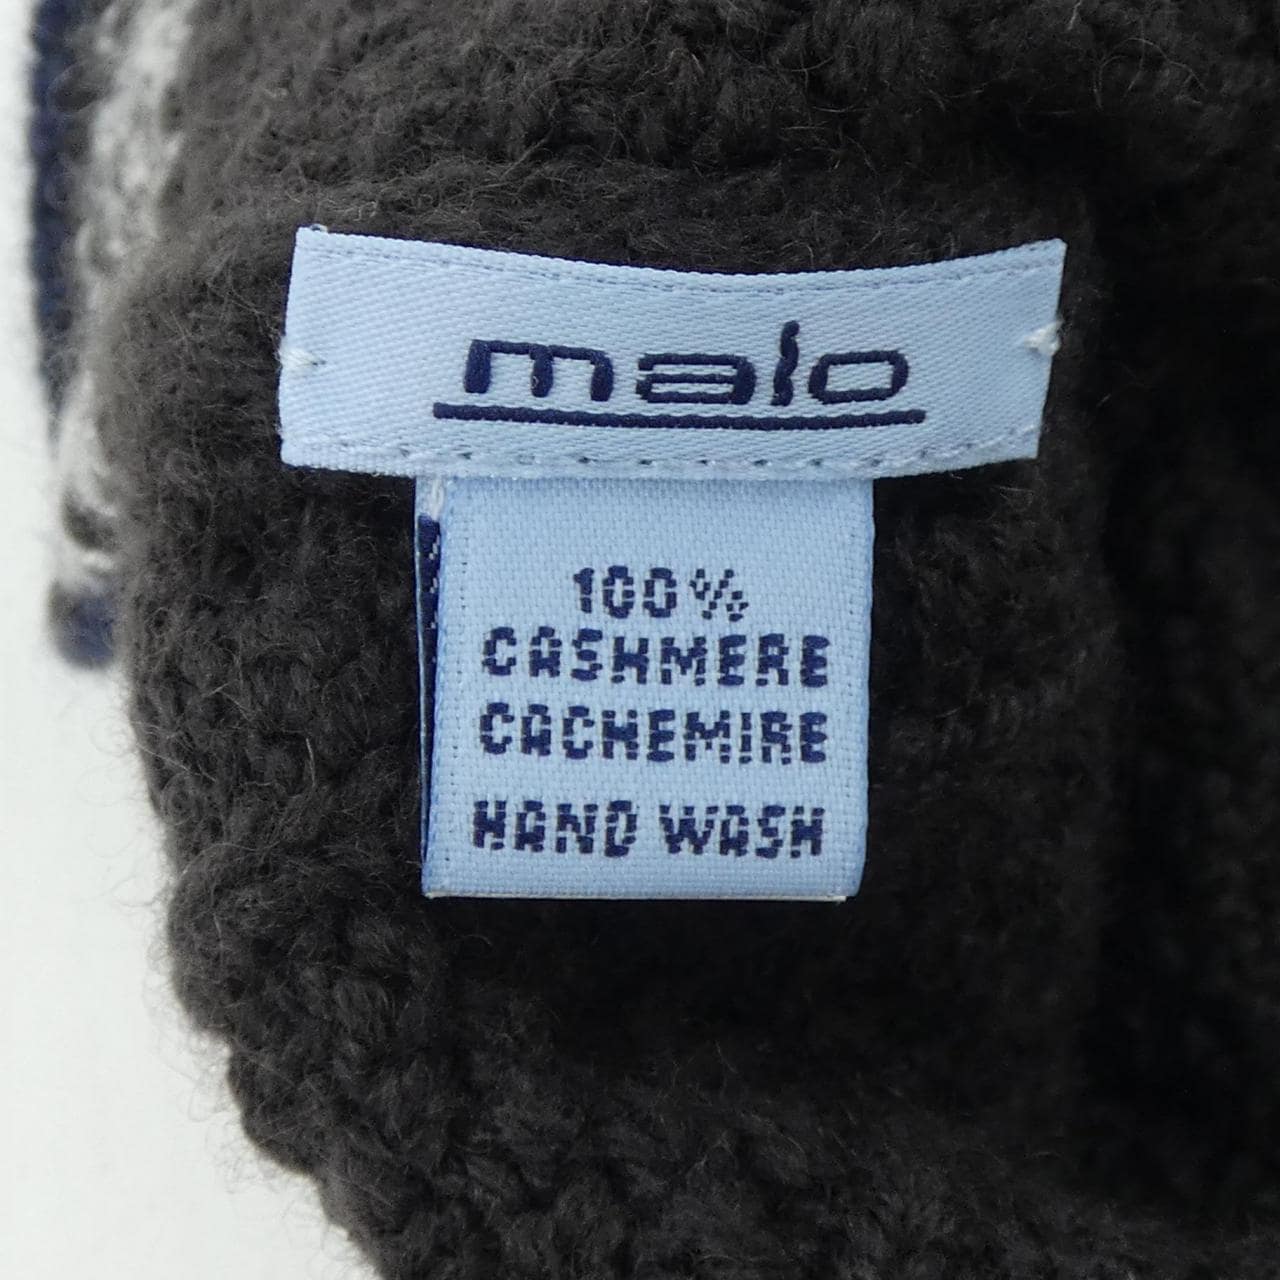 malo
100%
CASHMERE
CACHEMIRE
HAND WASH